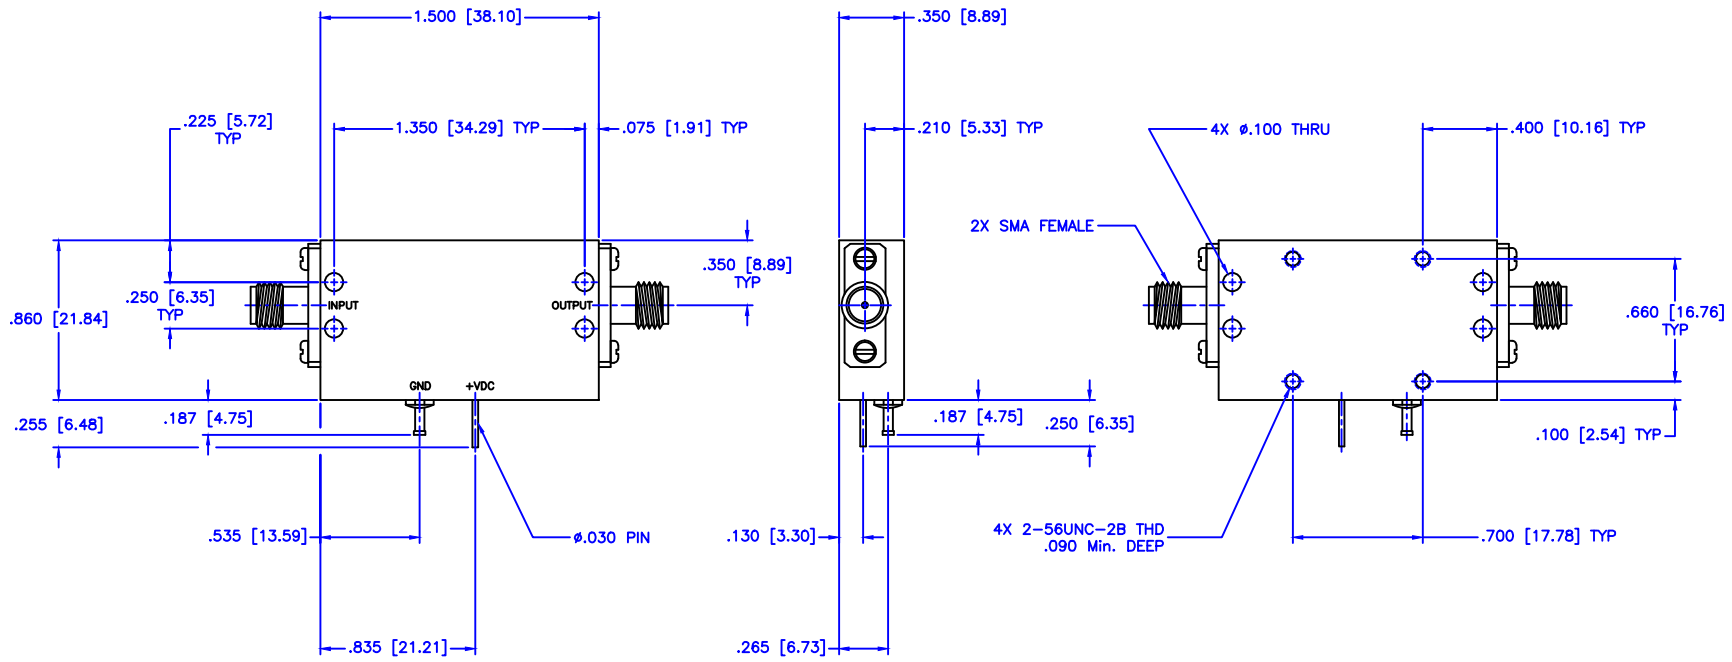 1.500 [38.10]
.350 [8.89]
.225 [5.72]
TYP
1.350 [34.29] TYP
.075 [1.91] TYP
.210 [5.33] TYP
4X ø.100 THRU
.400 [10.16] TYP
2X SMA FEMALE
.350 [8.89]
TYP
.250 [6.35]
TYP
.860 [21.84]
INPUT
OUTPUT
.660 [16.76]
TYP
GND
+VDC
.255 [6.48]
.187 [4.75]
.187 [4.75]
.250 [6.35]
.100 [2.54] TYP
.535 [13.59]
ø.030 PIN
.130 [3.30]
4X 2-56UNC-2B THD
.090 Min. DEEP
.700 [17.78] TYP
.835 [21.21]
.265 [6.73]